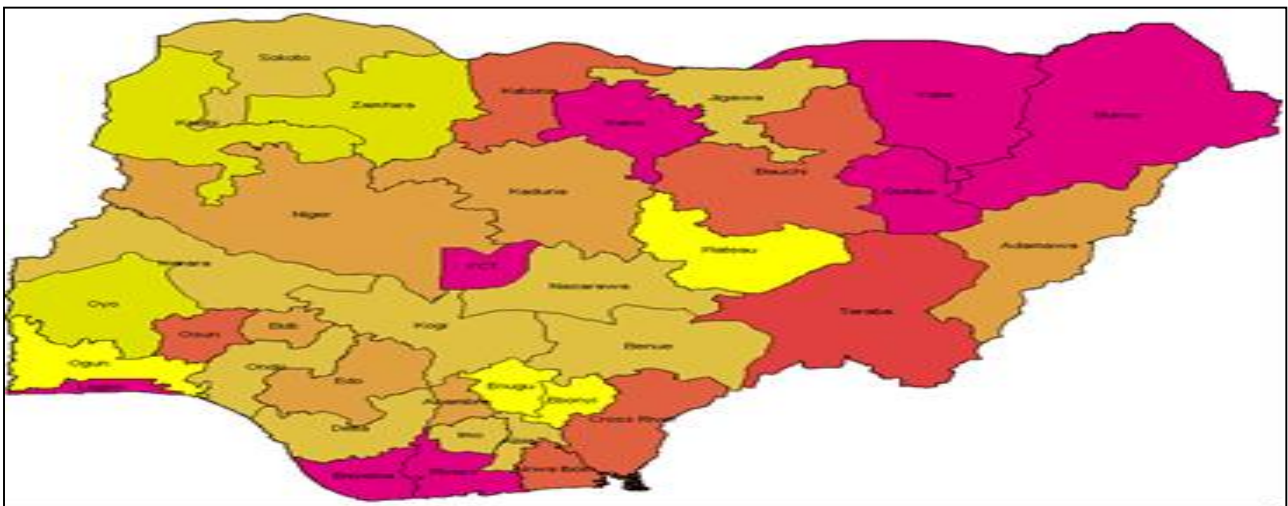 Sokoto
Zamfara
Katsina
Jigawa
Yobe
Borno
Kebbi
Kano
Bauchi
Gombe
Kaduna
Niger
Adamawa
Plateau
FCT
Kwara
Nasarawa
Taraba
Oyo
Kogi
Osun
Ekiti
Benue
Ogun
Ondo
Edo
Enugu
Ebonyi
Anambra
Cross River
Delta
Imo
Bayelsa
Rivers
Akwa Ibom